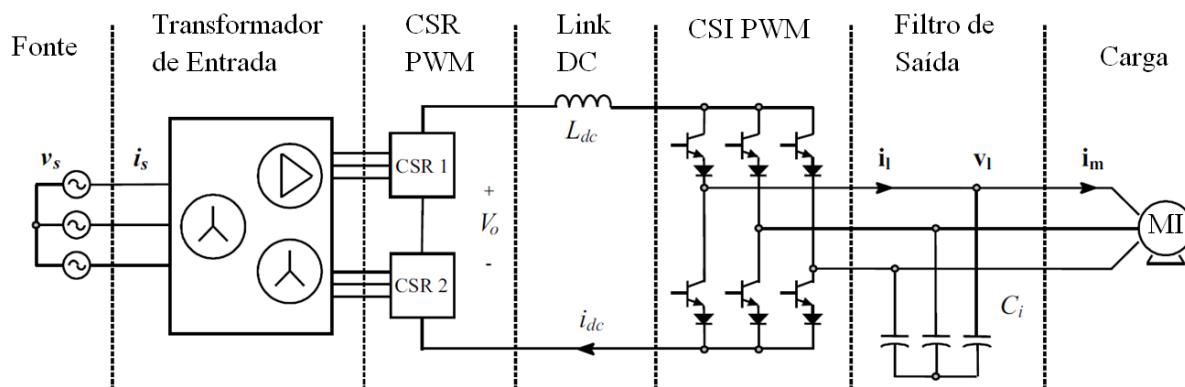 Fonte
Transformador
de Entrada
CSR
PWM
Link
DC
CSI PWM
Filtro de
Saída
Carga
v_s
i_s
CSR 1
CSR 2
+
V_o
-
L_dc
i_dc
i_l
v_l
i_m
MI
C_i